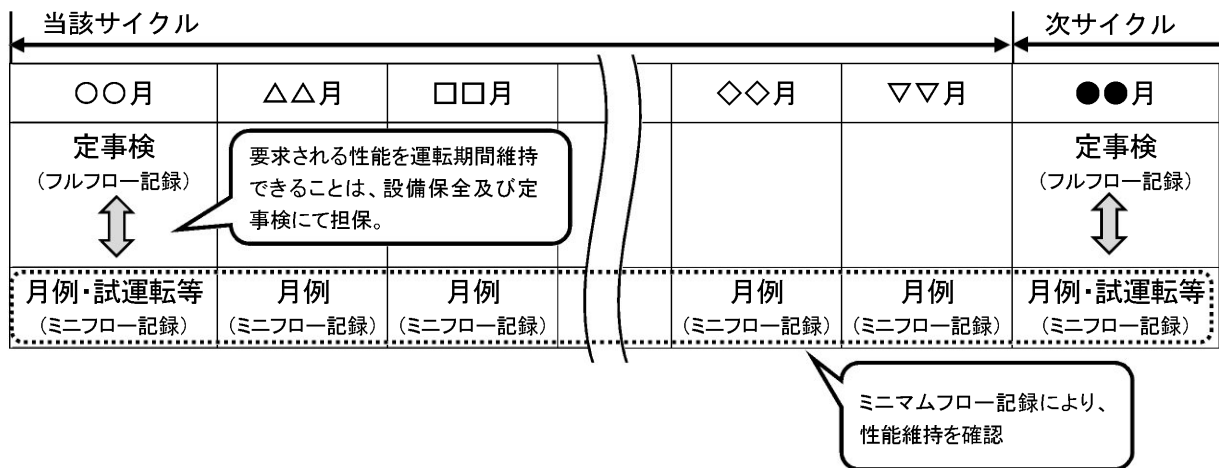 当該サイクル
次サイクル
○○月
△△月
□□月
◇◇月
▽▽月
●●月
定事検
(フルフロー記録)
要求される性能を運転期間維持
できることは、設備保全及び定
事検にて担保。
定事検
(フルフロー記録)
月例・試運転等
(ミニフロー記録)
月例
(ミニフロー記録)
月例
(ミニフロー記録)
月例
(ミニフロー記録)
月例
(ミニフロー記録)
月例・試運転等
(ミニフロー記録)
ミニマムフロー記録により、
性能維持を確認